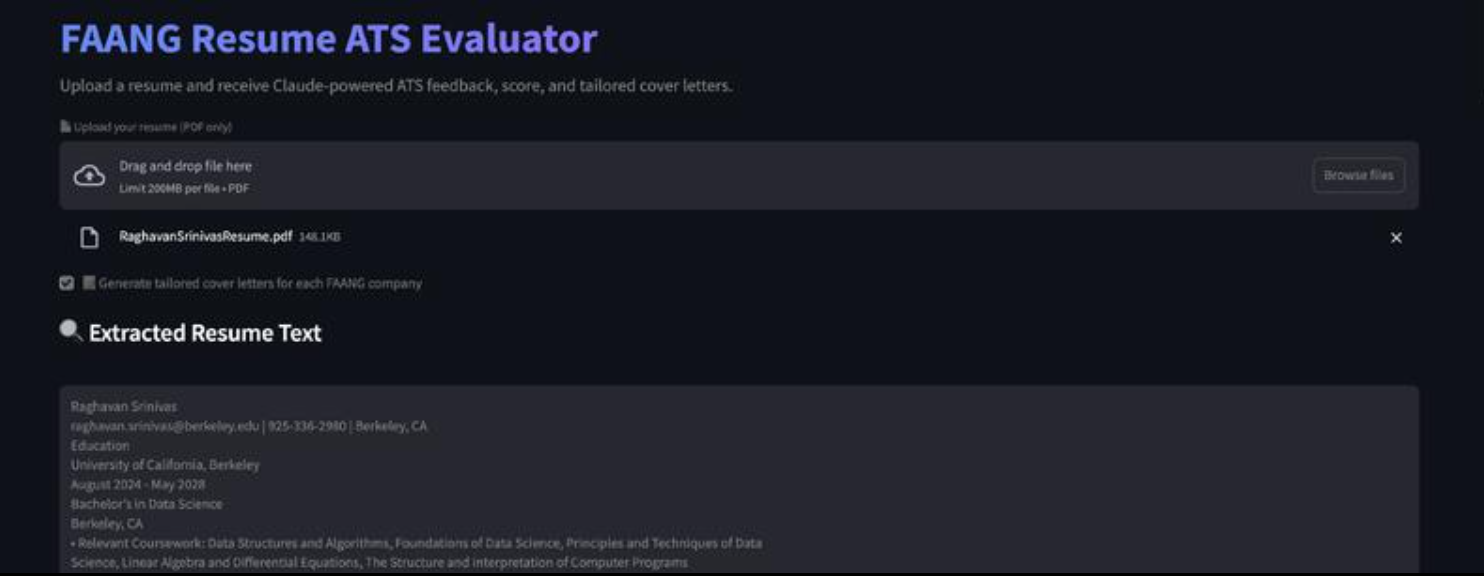 FAANG Resume ATS Evaluator
Upload a resume and receive Claude-powered ATS feedback, score, and tailored cover letters.
Upload your resume (PDF only)
Drag and drop file here
Limit 200MB per file • PDF
Browse files
RaghavanSrinivasResume.pdf 148.1KB
Generate tailored cover letters for each FAANG company
Extracted Resume Text
Raghavan Srinivas
raghavan.srinivas@berkeley.edu | 925-336-2980 | Berkeley, CA
Education
University of California, Berkeley
August 2024 - May 2028
Bachelor's in Data Science
Berkeley, CA
• Relevant Coursework: Data Structures and Algorithms, Foundations of Data Science, Principles and Techniques of Data
Science, Linear Algebra and Differential Equations, The Structure and Interpretation of Computer Programs